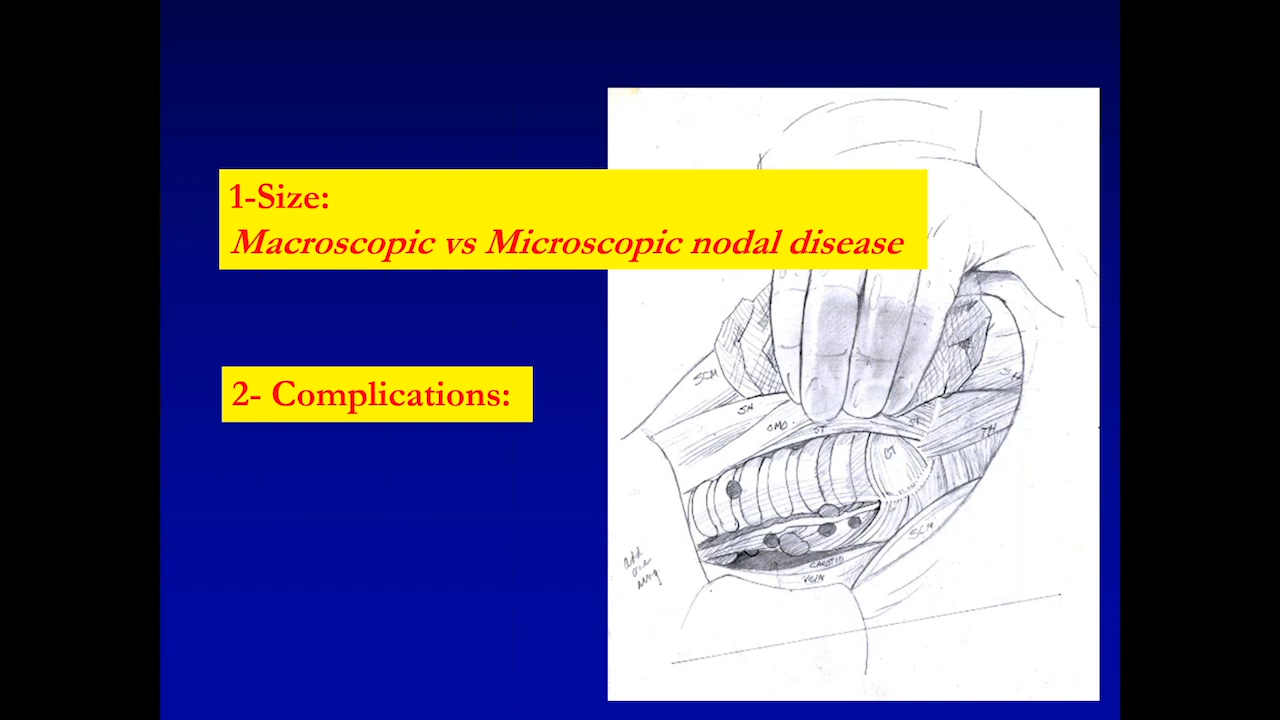 1-Size:
Macroscopic vs Microscopic nodal disease
2- Complications:
SCM
SH
OMO
ST
ST
TH
CT
SCM
CAROTID
VEIN